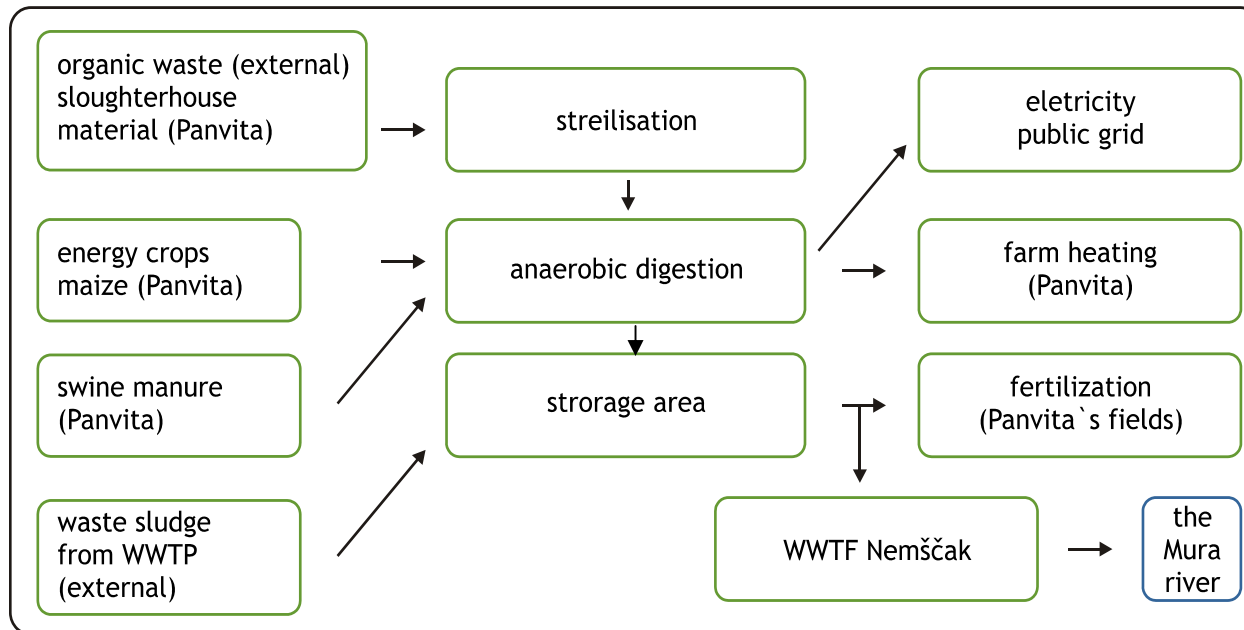 organic waste (external)
sloughterhouse
material (Panvita)
streilisation
eletricity
public grid
energy crops
maize (Panvita)
anaerobic digestion
farm heating
(Panvita)
swine manure
(Panvita)
strorage area
fertilization
(Panvita`s fields)
waste sludge
from WWTP
(external)
WWTF Nemščak
the
Mura
river